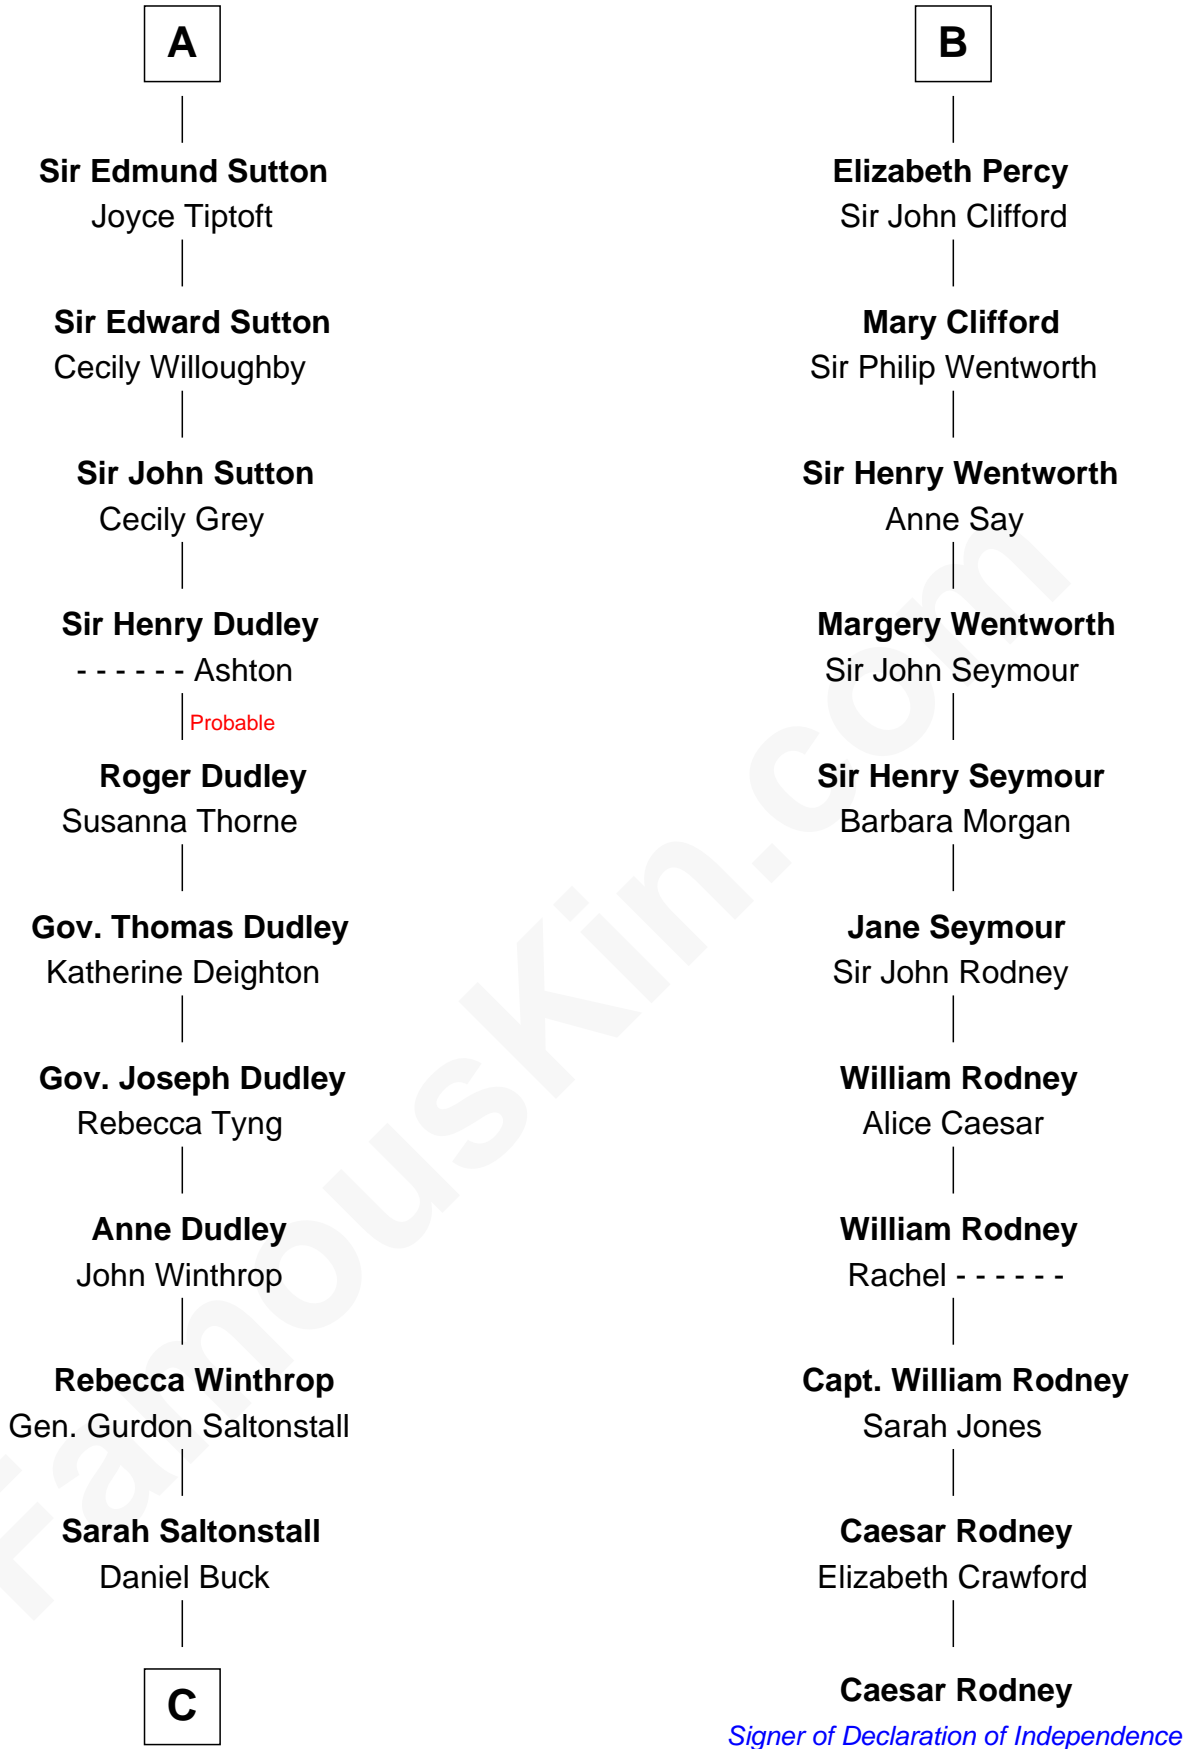 A
Sir Edmund Sutton
Joyce Tiptoft
Sir Edward Sutton
Cecily Willoughby
Sir John Sutton
Cecily Grey
Sir Henry Dudley
- - - - - - Ashton
Probable
Roger Dudley
Susanna Thorne
Gov. Thomas Dudley
Katherine Deighton
Gov. Joseph Dudley
Rebecca Tyng
Anne Dudley
John Winthrop
Rebecca Winthrop
Gen. Gurdon Saltonstall
Sarah Saltonstall
Daniel Buck
C
B
Elizabeth Percy
Sir John Clifford
Mary Clifford
Sir Philip Wentworth
Sir Henry Wentworth
Anne Say
Margery Wentworth
Sir John Seymour
Sir Henry Seymour
Barbara Morgan
Jane Seymour
Sir John Rodney
William Rodney
Alice Caesar
William Rodney
Rachel - - - - - -
Capt. William Rodney
Sarah Jones
Caesar Rodney
Elizabeth Crawford
Caesar Rodney
Signer of Declaration of Independence
FamousKin.com